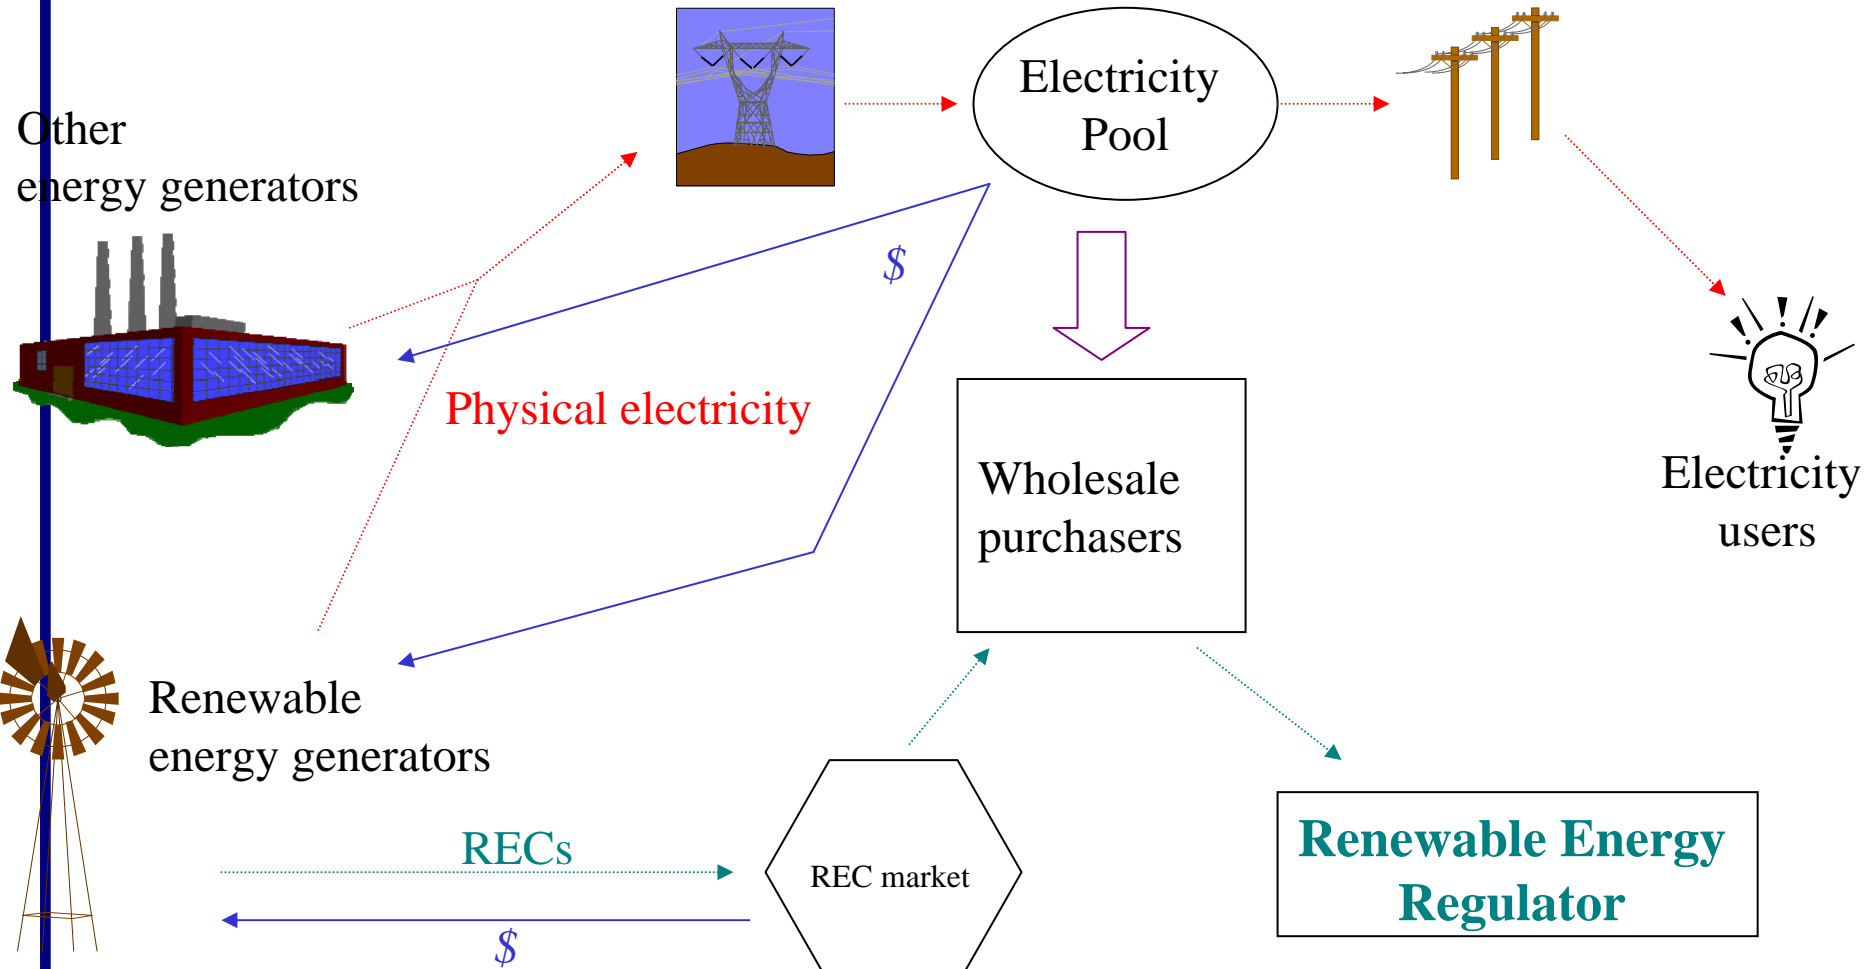 Electricity
Pool
Other
energy generators
$
Physical electricity
Wholesale
purchasers
Electricity
users
Renewable
energy generators
RECs
REC market
$
Renewable Energy
Regulator